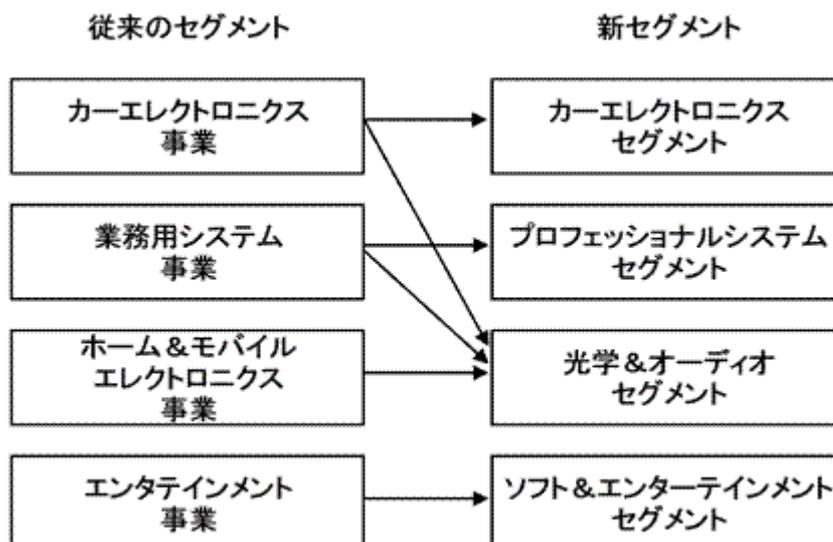 従来のセグメント
新セグメント
カーエレクトロニクス
事業
カーエレクトロニクス
セグメント
業務用システム
事業
プロフェッショナルシステム
セグメント
ホーム＆モバイル
エレクトロニクス
事業
光学＆オーディオ
セグメント
エンタテインメント
事業
ソフト＆エンターテインメント
セグメント